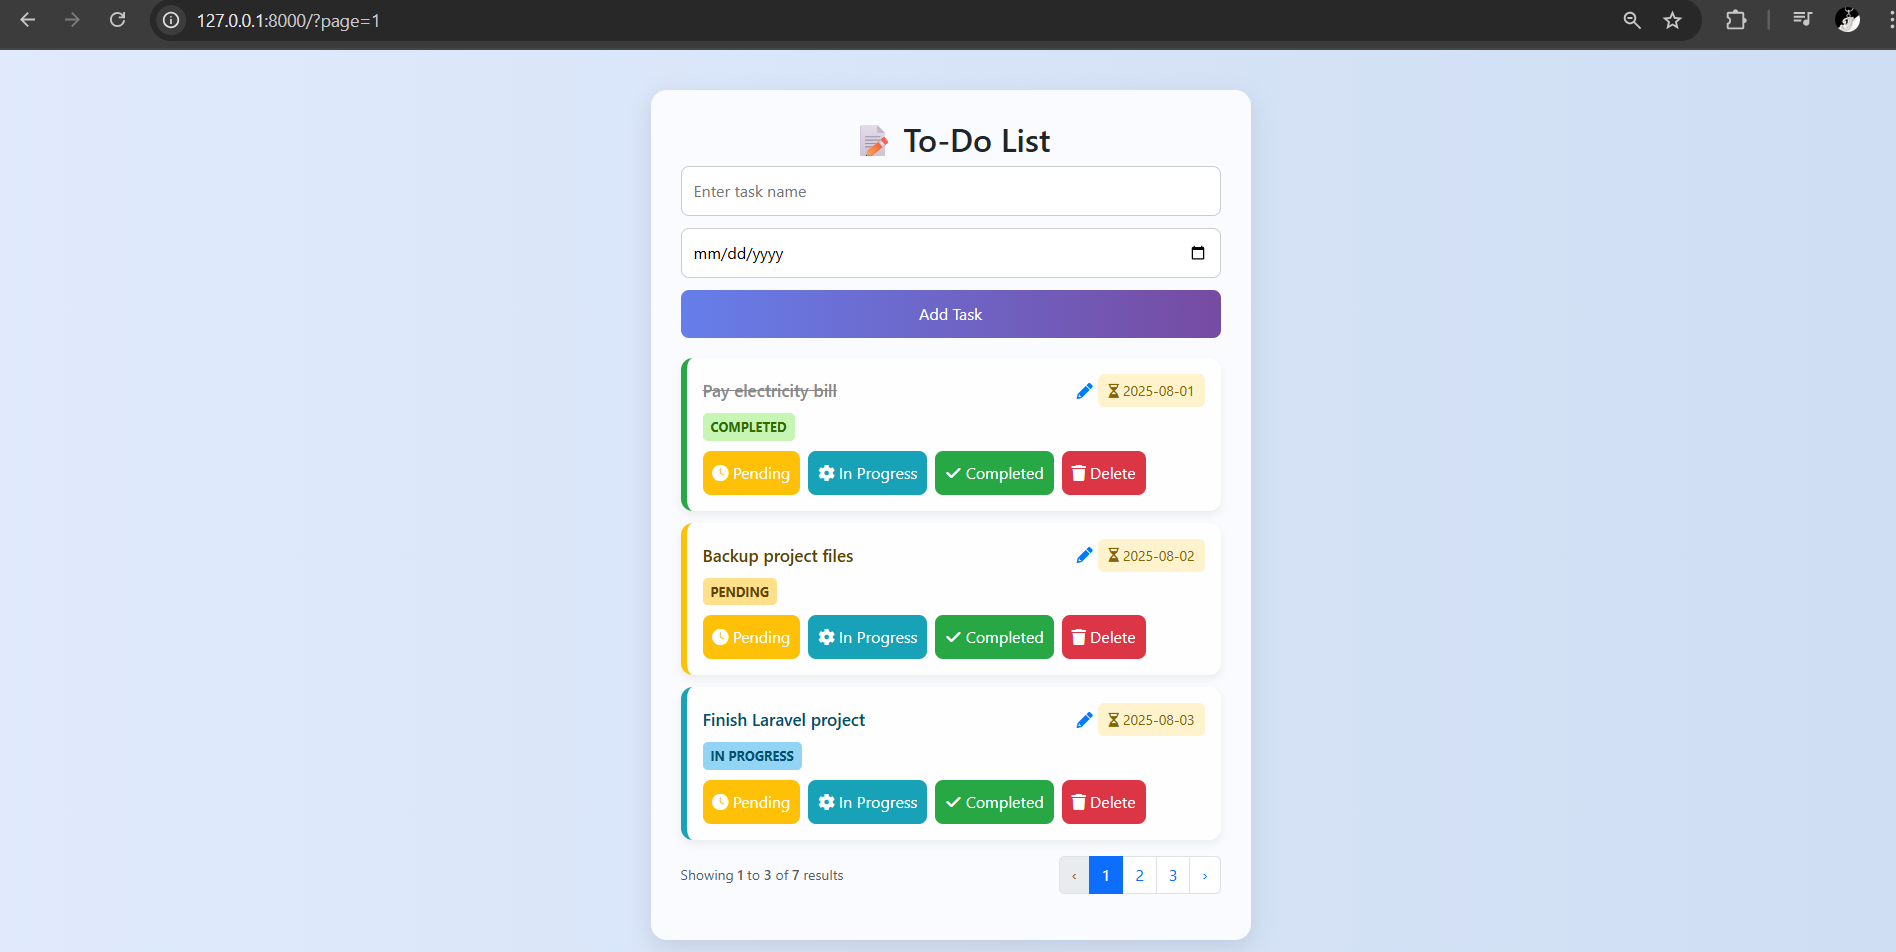 127.0.0.1:8000/?page=1
To-Do List
Enter task name
mm/dd/yyyy
Add Task
Pay electricity bill 2025-08-01
COMPLETED
Pending In Progress Completed Delete
Backup project files 2025-08-02
PENDING
Pending In Progress Completed Delete
Finish Laravel project 2025-08-03
IN PROGRESS
Pending In Progress Completed Delete
Showing 1 to 3 of 7 results ‹ 1 2 3 ›